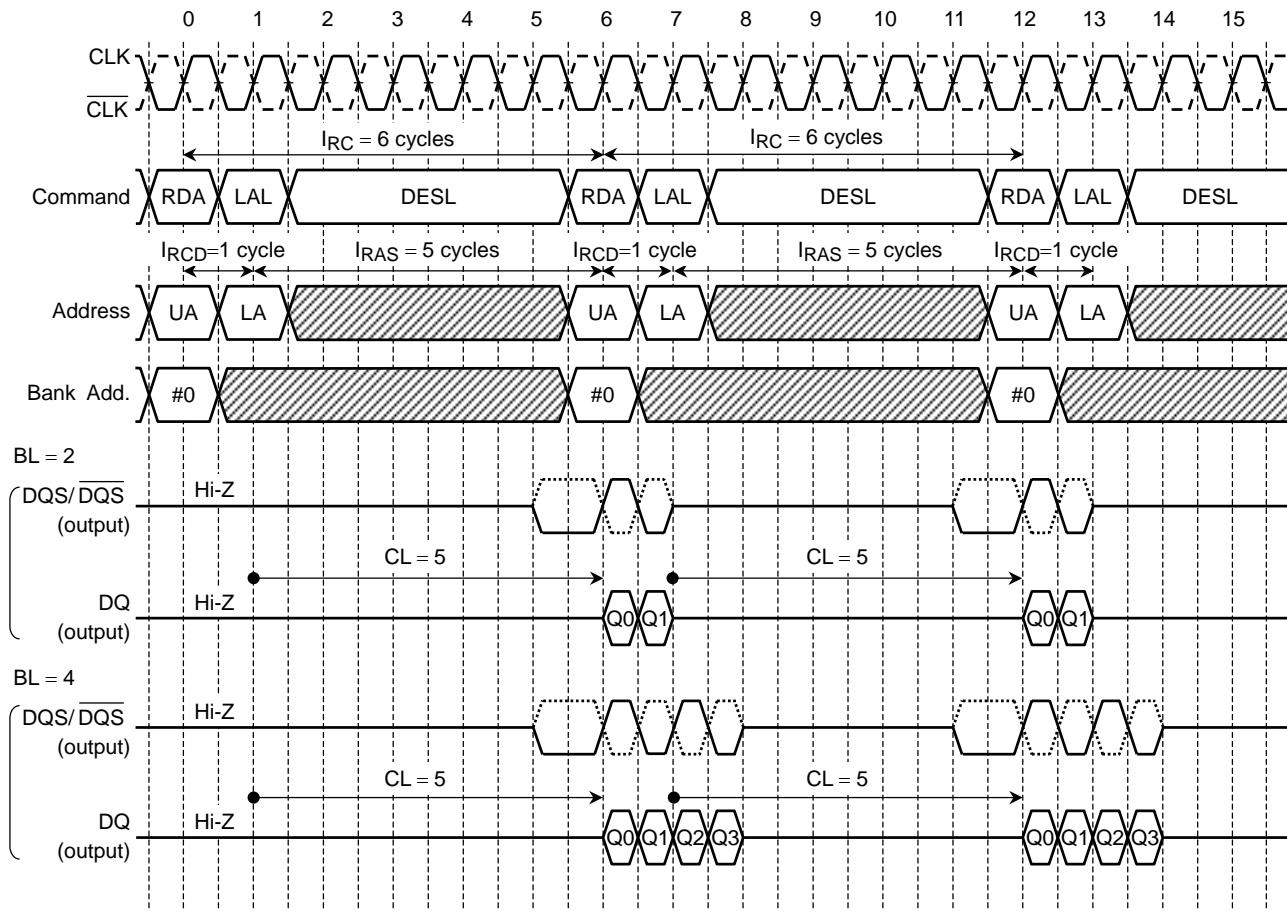 0 1 2 3 4 5 6 7 8 9 10 11 12 13 14 15
CLK
CLK
IRC = 6 cycles IRC = 6 cycles
Command RDA LAL DESL RDA LAL DESL RDA LAL DESL
IRCD=1 cycle IRAS = 5 cycles IRCD=1 cycle IRAS = 5 cycles IRCD=1 cycle
Address UA LA UA LA UA LA
Bank Add. #0 #0 #0
BL = 2
DQS/DQS Hi-Z
(output)
CL = 5 CL = 5
DQ Hi-Z Q0 Q1 Q0 Q1
(output)
BL = 4
DQS/DQS Hi-Z
(output)
CL = 5 CL = 5
DQ Hi-Z Q0 Q1 Q2 Q3 Q0 Q1 Q2 Q3
(output)